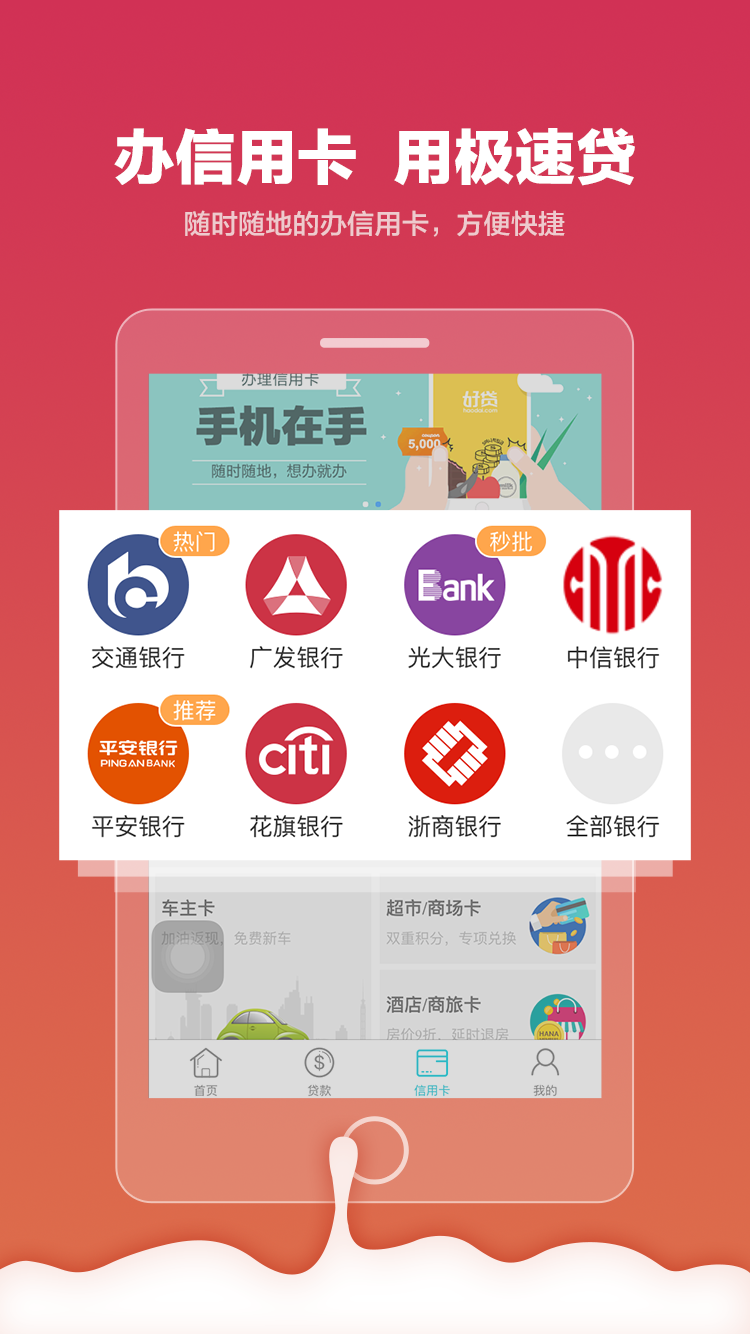 办信用卡 用极速贷
随时随地的办信用卡，方便快捷
办理信用卡
手机在手
随时随地，想办就办
好贷
haodai.com
5,000
热门
秒批
Bank
交通银行
广发银行
光大银行
中信银行
推荐
平安银行
PING AN BANK
citi
平安银行
花旗银行
浙商银行
全部银行
车主卡
加油返现，免费新车
超市/商场卡
双重积分，专项兑换
酒店/商旅卡
房价9折，延时退房
HANA
首页
贷款
信用卡
我的